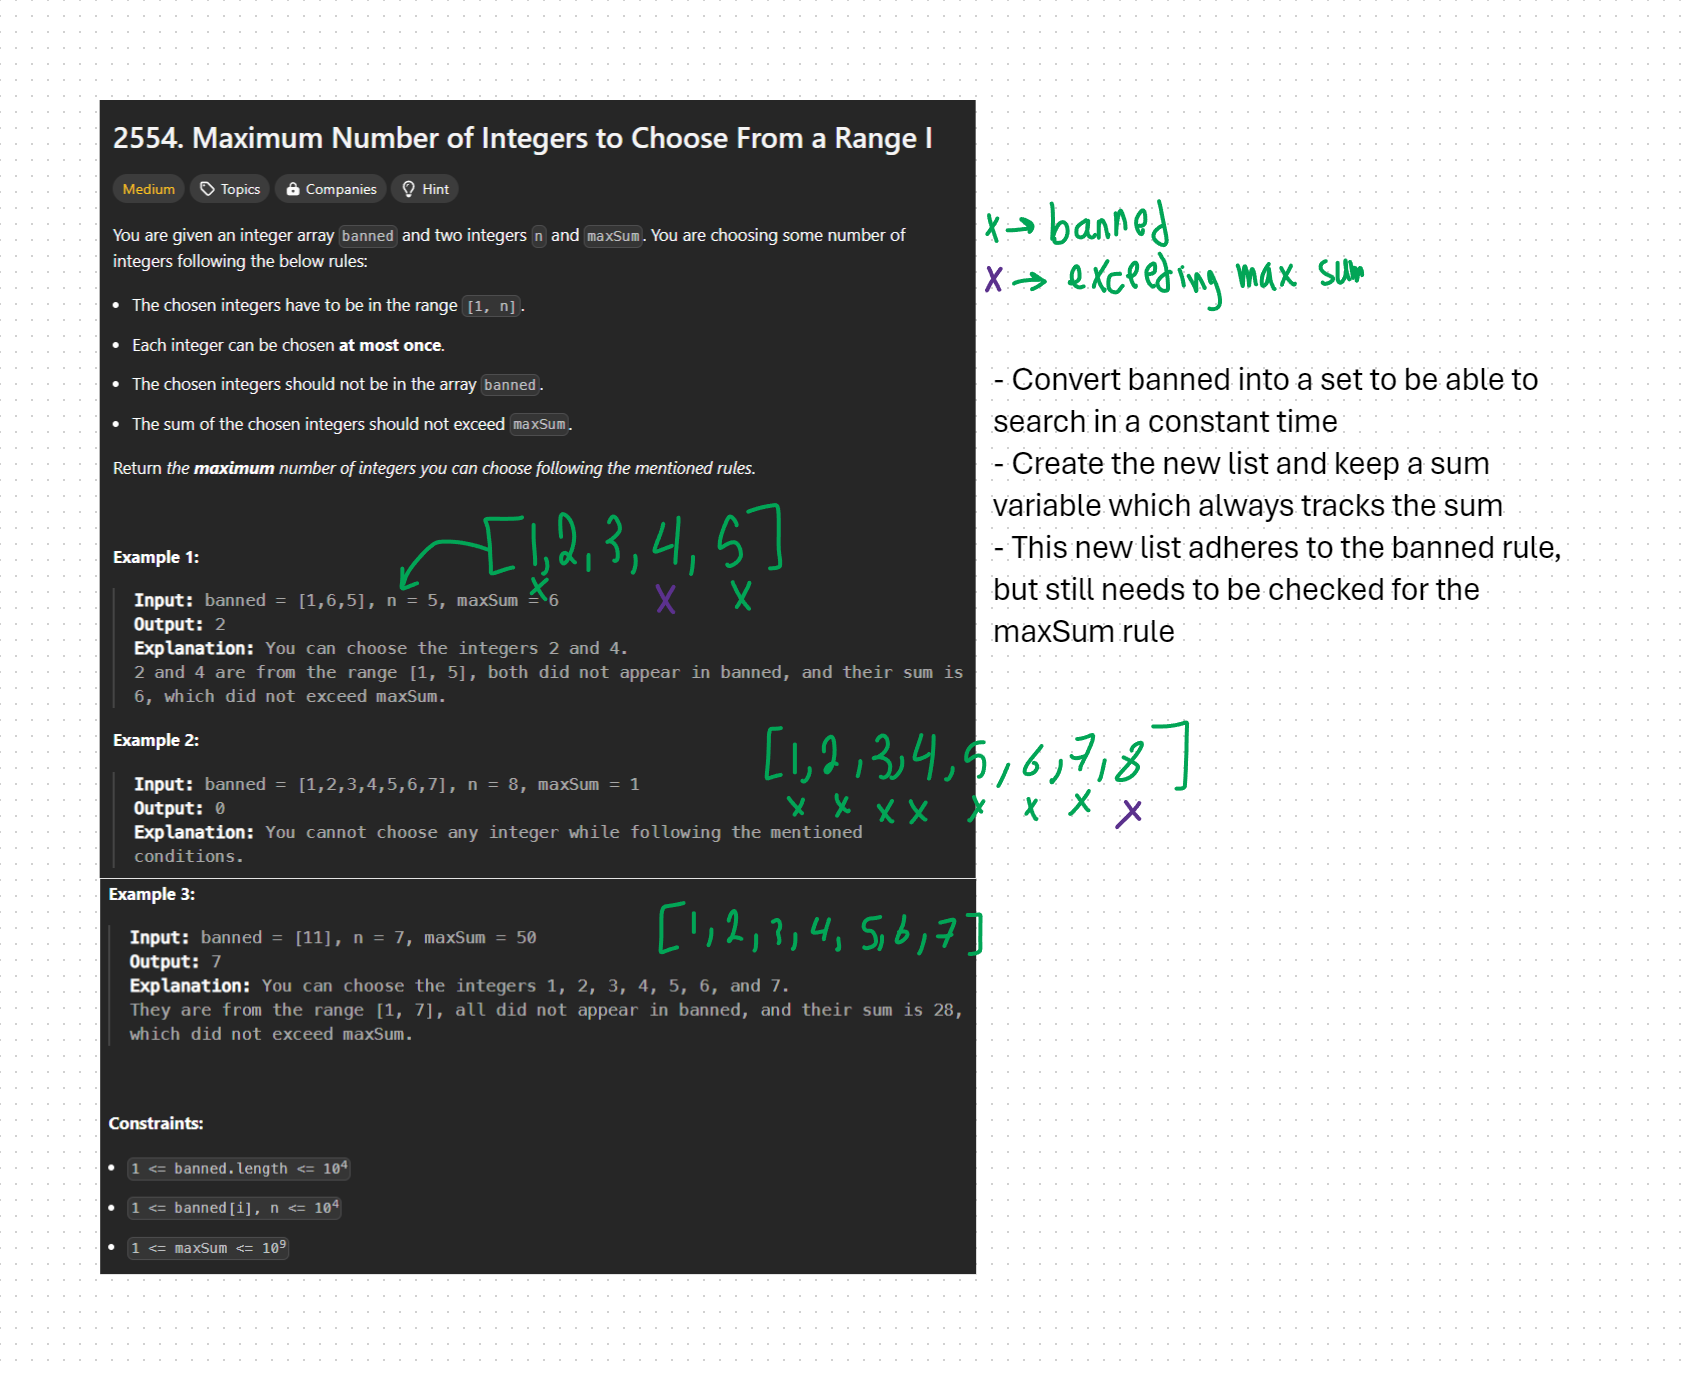 2554. Maximum Number of Integers to Choose From a Range I
Medium Topics Companies Hint
You are given an integer array banned and two integers n and maxSum. You are choosing some number of
integers following the below rules:
• The chosen integers have to be in the range [1, n].
• Each integer can be chosen at most once.
• The chosen integers should not be in the array banned.
• The sum of the chosen integers should not exceed maxSum.
Return the maximum number of integers you can choose following the mentioned rules.
[1,2,3,4,5]
x x x
Example 1:
Input: banned = [1,6,5], n = 5, maxSum = 6
Output: 2
Explanation: You can choose the integers 2 and 4.
2 and 4 are from the range [1, 5], both did not appear in banned, and their sum is
6, which did not exceed maxSum.
Example 2:
[1,2,3,4,5,6,7,8]
x x x x x x x x
Input: banned = [1,2,3,4,5,6,7], n = 8, maxSum = 1
Output: 0
Explanation: You cannot choose any integer while following the mentioned
conditions.
Example 3:
[1,2,3,4,5,6,7]
Input: banned = [11], n = 7, maxSum = 50
Output: 7
Explanation: You can choose the integers 1, 2, 3, 4, 5, 6, and 7.
They are from the range [1, 7], all did not appear in banned, and their sum is 28,
which did not exceed maxSum.
Constraints:
• 1 <= banned.length <= 10⁴
• 1 <= banned[i], n <= 10⁴
• 1 <= maxSum <= 10⁹
x → banned
x → exceeding max sum
- Convert banned into a set to be able to
search in a constant time
- Create the new list and keep a sum
variable which always tracks the sum
- This new list adheres to the banned rule,
but still needs to be checked for the
maxSum rule